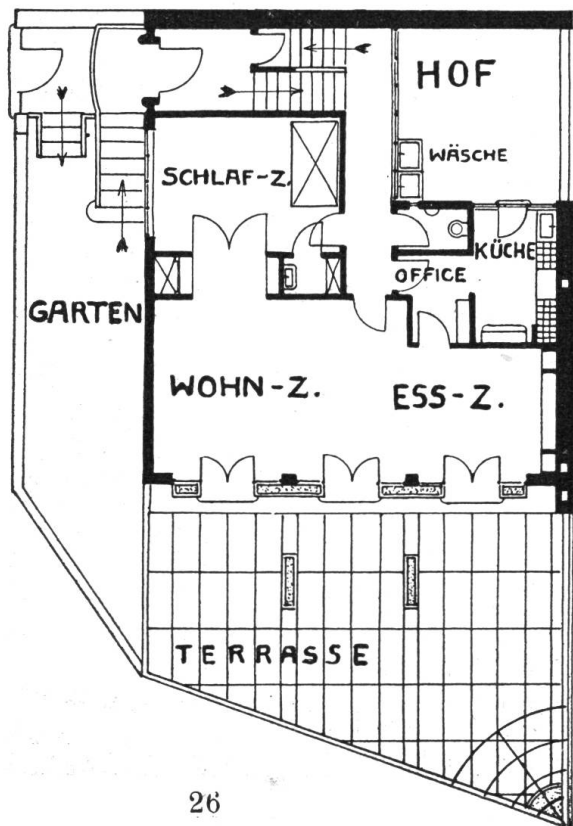 HOF
WÄSCHE
SCHLAF-Z.
KÜCHE
OFFICE
GARTEN
WOHN-Z.
ESS-Z.
TERRASSE
26